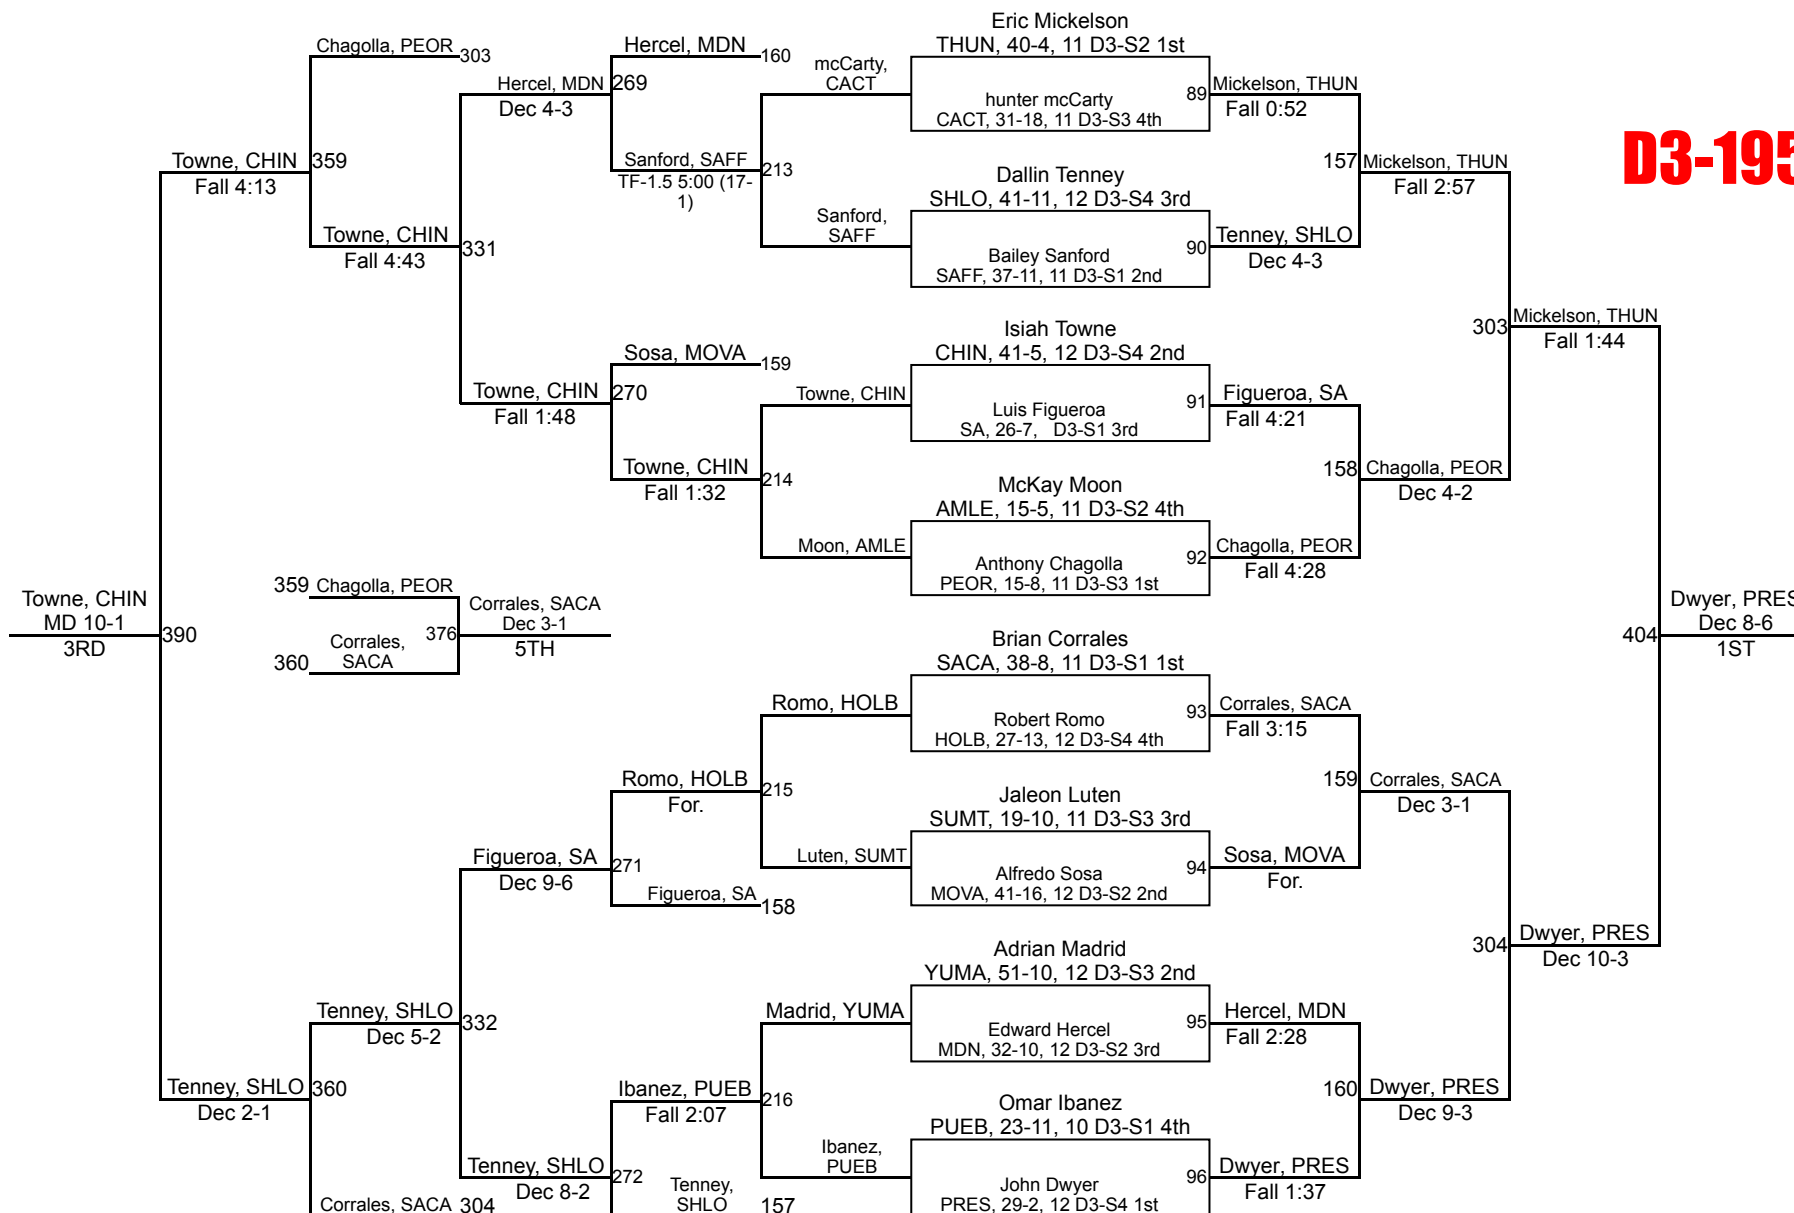 Eric Mickelson
THUN, 40-4, 11 D3-S2 1st
hunter mcCarty
CACT, 31-18, 11 D3-S3 4th
Dallin Tenney
SHLO, 41-11, 12 D3-S4 3rd
Bailey Sanford
SAFF, 37-11, 11 D3-S1 2nd
Isiah Towne
CHIN, 41-5, 12 D3-S4 2nd
Luis Figueroa
SA, 26-7, D3-S1 3rd
McKay Moon
AMLE, 15-5, 11 D3-S2 4th
Anthony Chagolla
PEOR, 15-8, 11 D3-S3 1st
Brian Corrales
SACA, 38-8, 11 D3-S1 1st
Robert Romo
HOLB, 27-13, 12 D3-S4 4th
Jaleon Luten
SUMT, 19-10, 11 D3-S3 3rd
Alfredo Sosa
MOVA, 41-16, 12 D3-S2 2nd
Adrian Madrid
YUMA, 51-10, 12 D3-S3 2nd
Edward Hercel
MDN, 32-10, 12 D3-S2 3rd
Omar Ibanez
PUEB, 23-11, 10 D3-S1 4th
John Dwyer
PRES, 29-2, 12 D3-S4 1st
89
Mickelson, THUN
Fall 0:52
90
Tenney, SHLO
Dec 4-3
91
Figueroa, SA
Fall 4:21
92
Chagolla, PEOR
Fall 4:28
93
Corrales, SACA
Fall 3:15
94
Sosa, MOVA
For.
95
Hercel, MDN
Fall 2:28
96
Dwyer, PRES
Fall 1:37
157
Mickelson, THUN
Fall 2:57
158
Chagolla, PEOR
Dec 4-2
159
Corrales, SACA
Dec 3-1
160
Dwyer, PRES
Dec 9-3
303
Mickelson, THUN
Fall 1:44
304
Dwyer, PRES
Dec 10-3
404
Dwyer, PRES
Dec 8-6
1ST
D3-195
mcCarty,
CACT
Sanford,
SAFF
Towne, CHIN
Moon, AMLE
Romo, HOLB
Luten, SUMT
Madrid, YUMA
Ibanez,
PUEB
Hercel, MDN
160
Sanford, SAFF
213
TF-1.5 5:00 (17-
1)
Sosa, MOVA
159
Towne, CHIN
214
Fall 1:32
Romo, HOLB
215
For.
Figueroa, SA
158
Ibanez, PUEB
216
Fall 2:07
Tenney,
SHLO
157
Hercel, MDN
269
Dec 4-3
Towne, CHIN
270
Fall 1:48
Figueroa, SA
271
Dec 9-6
Tenney, SHLO
272
Dec 8-2
Chagolla, PEOR
303
Towne, CHIN
331
Fall 4:43
Tenney, SHLO
332
Dec 5-2
Corrales, SACA
304
Towne, CHIN
359
Fall 4:13
Tenney, SHLO
360
Dec 2-1
Towne, CHIN
MD 10-1
390
3RD
359
Chagolla, PEOR
360
Corrales,
SACA
376
Corrales, SACA
Dec 3-1
5TH